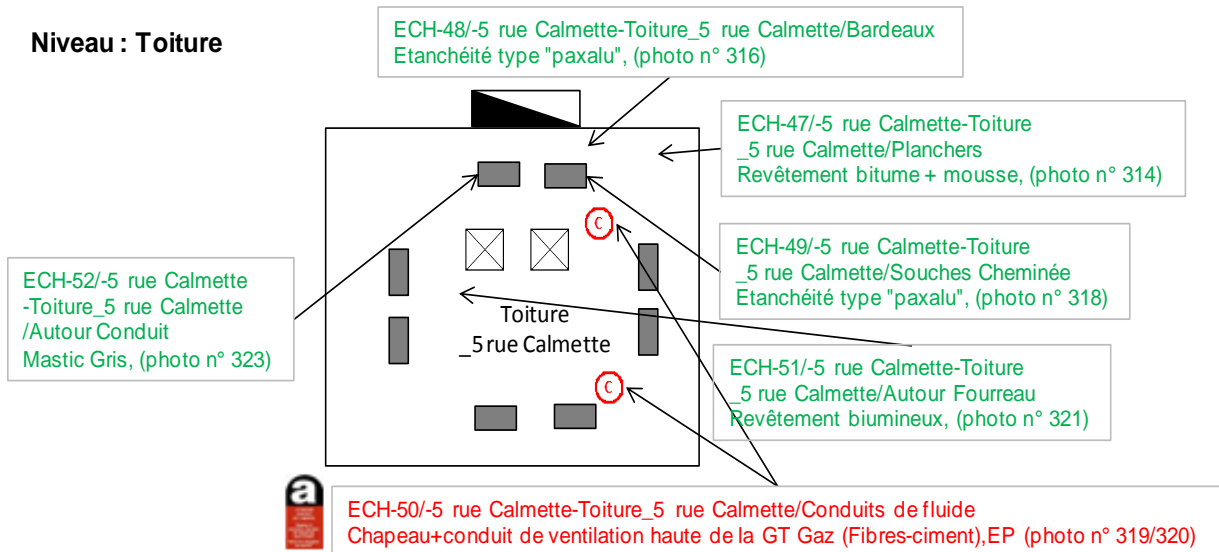 Niveau : Toiture
ECH-48/-5 rue Calmette-Toiture_5 rue Calmette/Bardeaux
Etanchéité type "paxalu", (photo n° 316)
ECH-47/-5 rue Calmette-Toiture
_5 rue Calmette/Planchers
Revêtement bitume + mousse, (photo n° 314)
C
ECH-49/-5 rue Calmette-Toiture
_5 rue Calmette/Souches Cheminée
Etanchéité type "paxalu", (photo n° 318)
ECH-52/-5 rue Calmette
-Toiture_5 rue Calmette
/Autour Conduit
Mastic Gris, (photo n° 323)
Toiture
_5 rue Calmette
C
ECH-51/-5 rue Calmette-Toiture
_5 rue Calmette/Autour Fourreau
Revêtement biumineux, (photo n° 321)
a
ECH-50/-5 rue Calmette-Toiture_5 rue Calmette/Conduits de fluide
Chapeau+conduit de ventilation haute de la GT Gaz (Fibres-ciment),EP (photo n° 319/320)